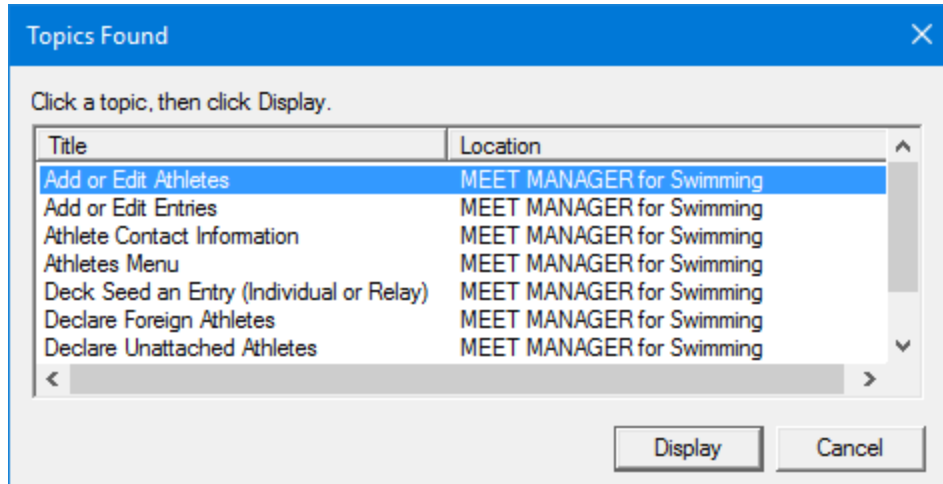 Topics Found
Click a topic, then click Display.
Title Location
Add or Edit Athletes MEET MANAGER for Swimming
Add or Edit Entries MEET MANAGER for Swimming
Athlete Contact Information MEET MANAGER for Swimming
Athletes Menu MEET MANAGER for Swimming
Deck Seed an Entry (Individual or Relay) MEET MANAGER for Swimming
Declare Foreign Athletes MEET MANAGER for Swimming
Declare Unattached Athletes MEET MANAGER for Swimming
Display Cancel